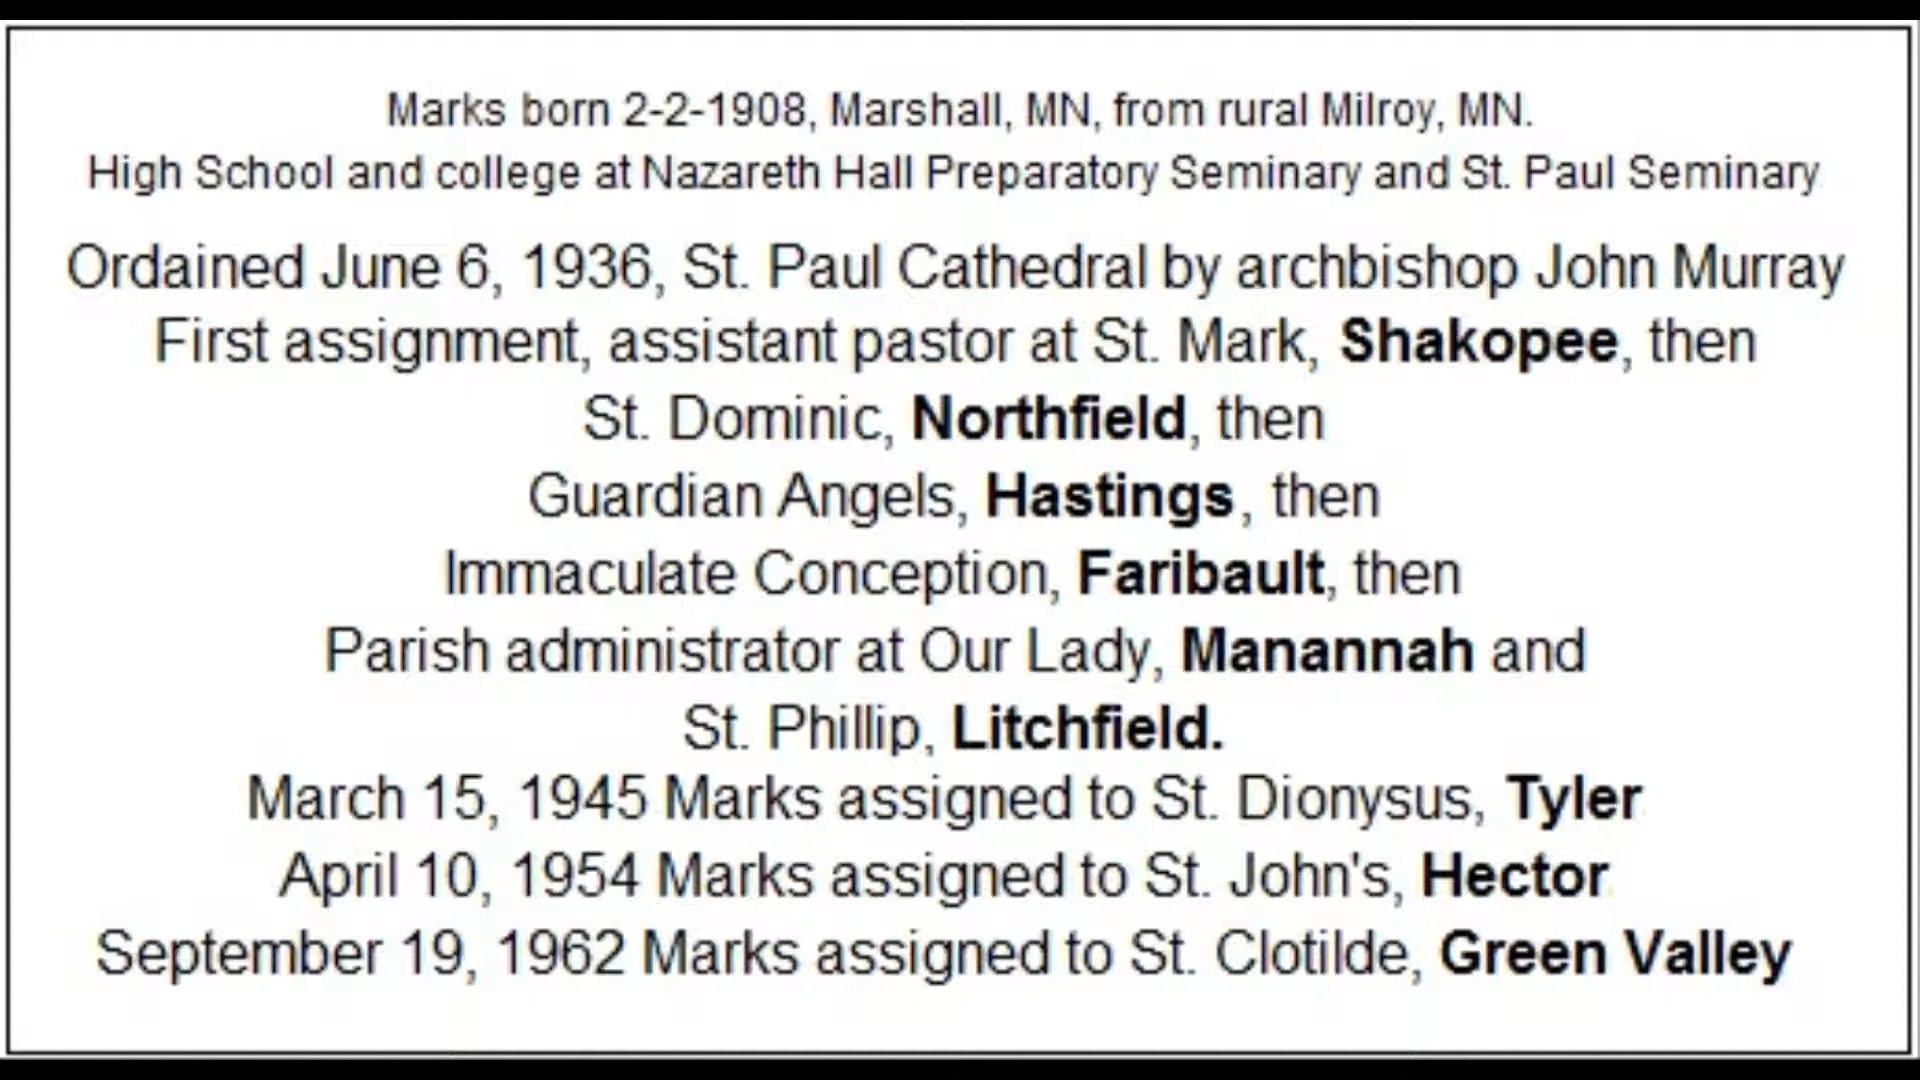 Marks born 2-2-1908, Marshall, MN, from rural Milroy, MN.
High School and college at Nazareth Hall Preparatory Seminary and St. Paul Seminary
Ordained June 6, 1936, St. Paul Cathedral by archbishop John Murray
First assignment, assistant pastor at St. Mark, Shakopee, then
St. Dominic, Northfield, then
Guardian Angels, Hastings, then
Immaculate Conception, Faribault, then
Parish administrator at Our Lady, Manannah and
St. Phillip, Litchfield.
March 15, 1945 Marks assigned to St. Dionysus, Tyler
April 10, 1954 Marks assigned to St. John's, Hector
September 19, 1962 Marks assigned to St. Clotilde, Green Valley